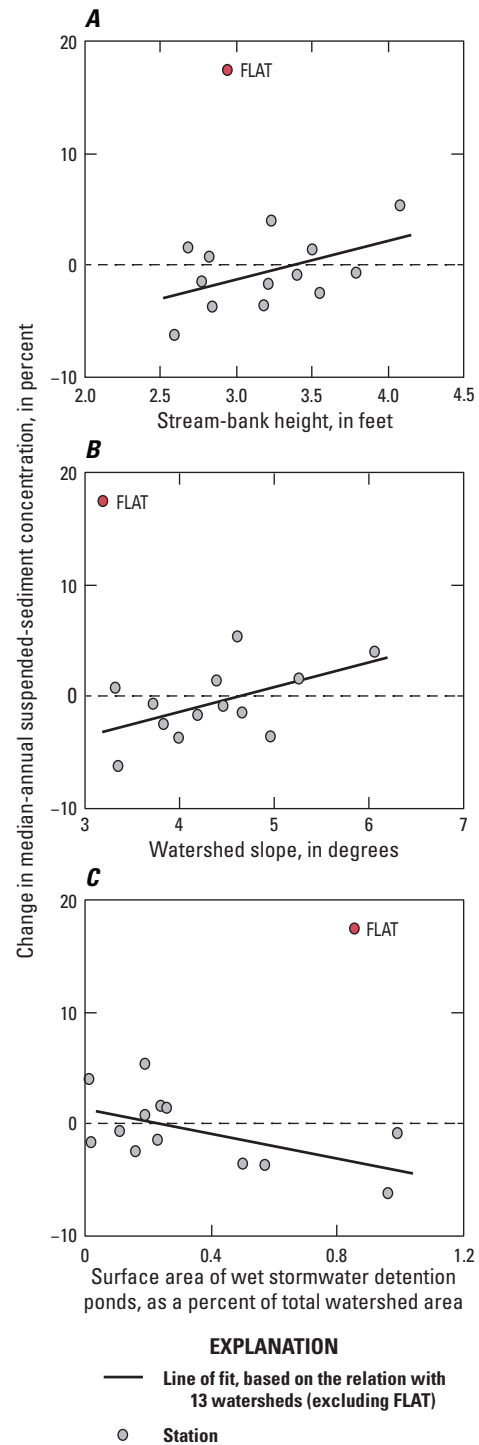 Change in median-annual suspended-sediment concentration, in percent
A
20
10
0
−10
FLAT
2.0 2.5 3.0 3.5 4.0 4.5
Stream-bank height, in feet
B
20
10
0
−10
FLAT
3 4 5 6 7
Watershed slope, in degrees
C
20
10
0
−10
FLAT
0 0.4 0.8 1.2
Surface area of wet stormwater detention
ponds, as a percent of total watershed area
EXPLANATION
Line of fit, based on the relation with
13 watersheds (excluding FLAT)
Station